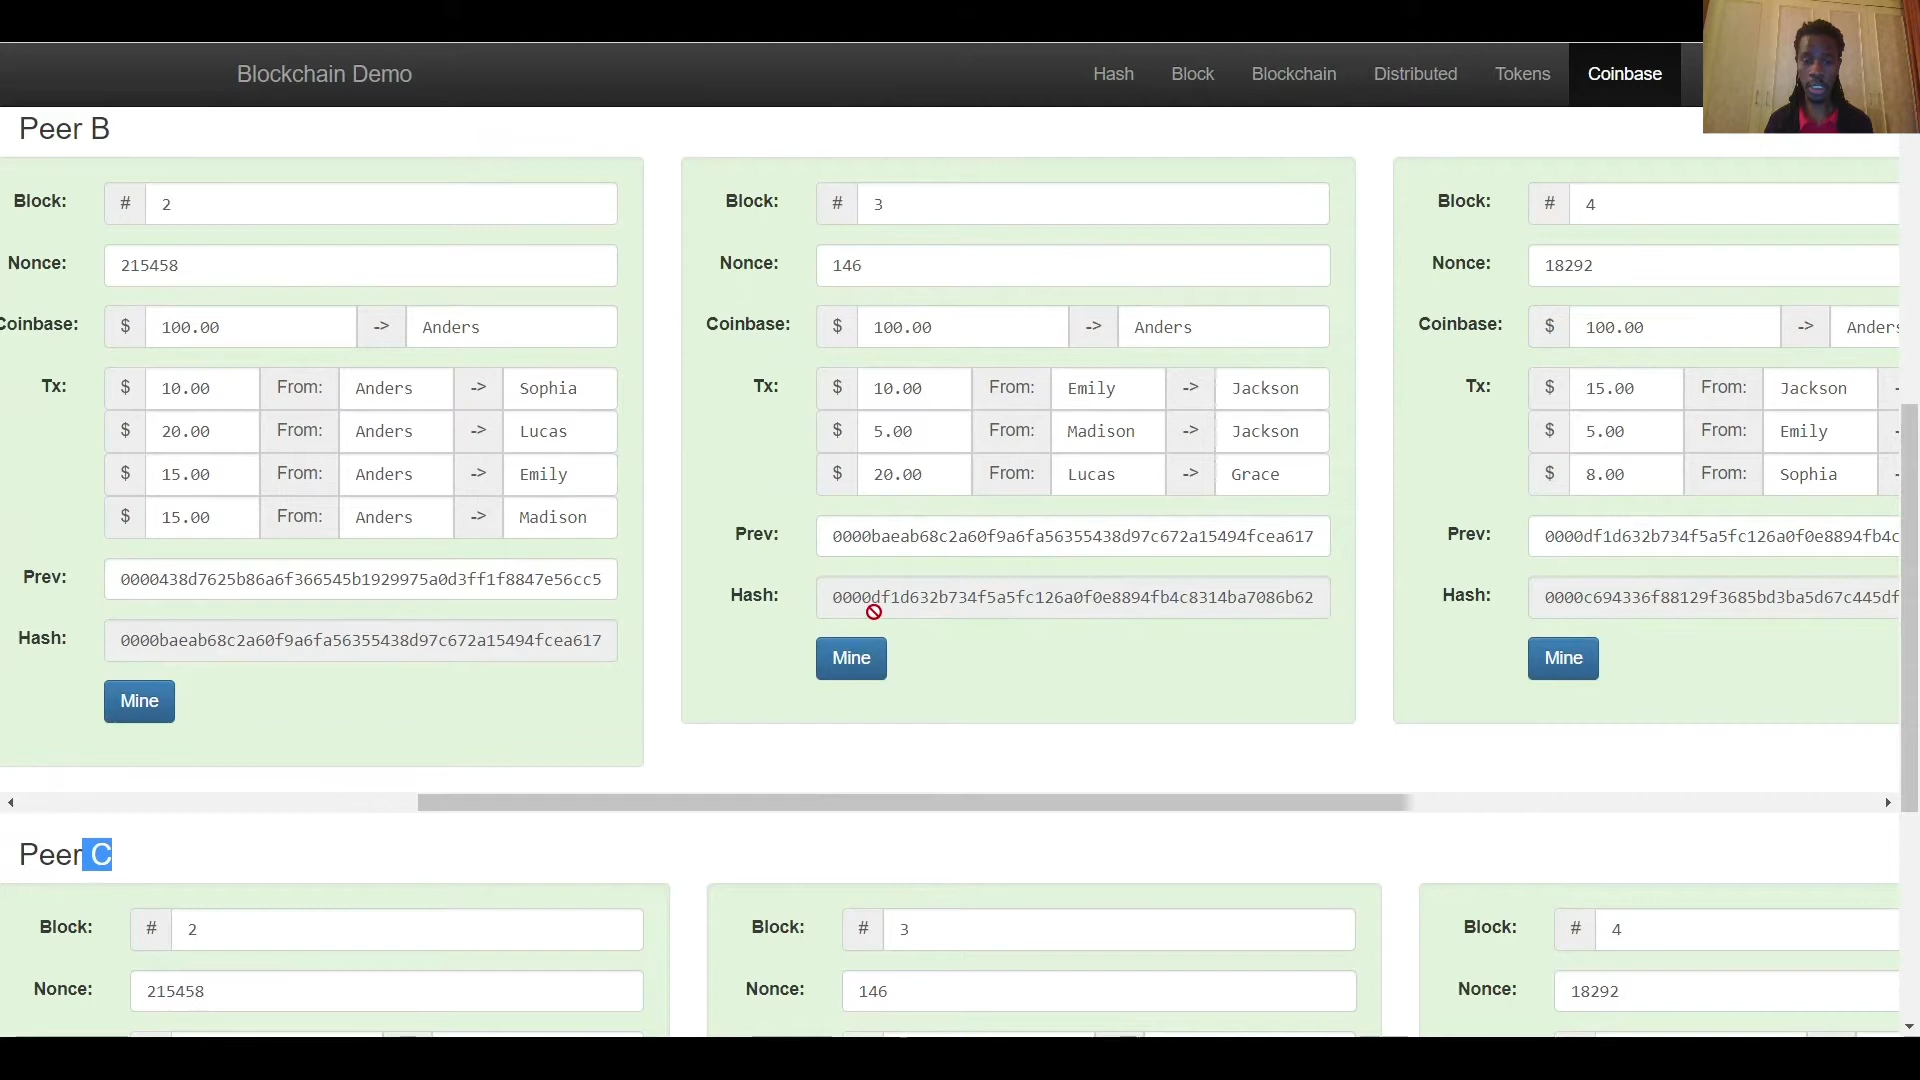 Blockchain Demo Hash Block Blockchain Distributed Tokens Coinbase
Peer B
Block: # 2
Nonce: 215458
Coinbase: $ 100.00 -> Anders
Tx: $ 10.00 From: Anders -> Sophia
$ 20.00 From: Anders -> Lucas
$ 15.00 From: Anders -> Emily
$ 15.00 From: Anders -> Madison
Prev: 0000438d7625b86a6f366545b1929975a0d3ff1f8847e56cc5
Hash: 0000baeab68c2a60f9a6fa56355438d97c672a15494fcea617
Mine
Block: # 3
Nonce: 146
Coinbase: $ 100.00 -> Anders
Tx: $ 10.00 From: Emily -> Jackson
$ 5.00 From: Madison -> Jackson
$ 20.00 From: Lucas -> Grace
Prev: 0000baeab68c2a60f9a6fa56355438d97c672a15494fcea617
Hash: 0000df1d632b734f5a5fc126a0f0e8894fb4c8314ba7086b62
Mine
Block: # 4
Nonce: 18292
Coinbase: $ 100.00 -> Anders
Tx: $ 15.00 From: Jackson
$ 5.00 From: Emily
$ 8.00 From: Sophia
Prev: 0000df1d632b734f5a5fc126a0f0e8894fb4c
Hash: 0000c694336f88129f3685bd3ba5d67c445df
Mine
Peer C
Block: # 2
Nonce: 215458
Block: # 3
Nonce: 146
Block: # 4
Nonce: 18292